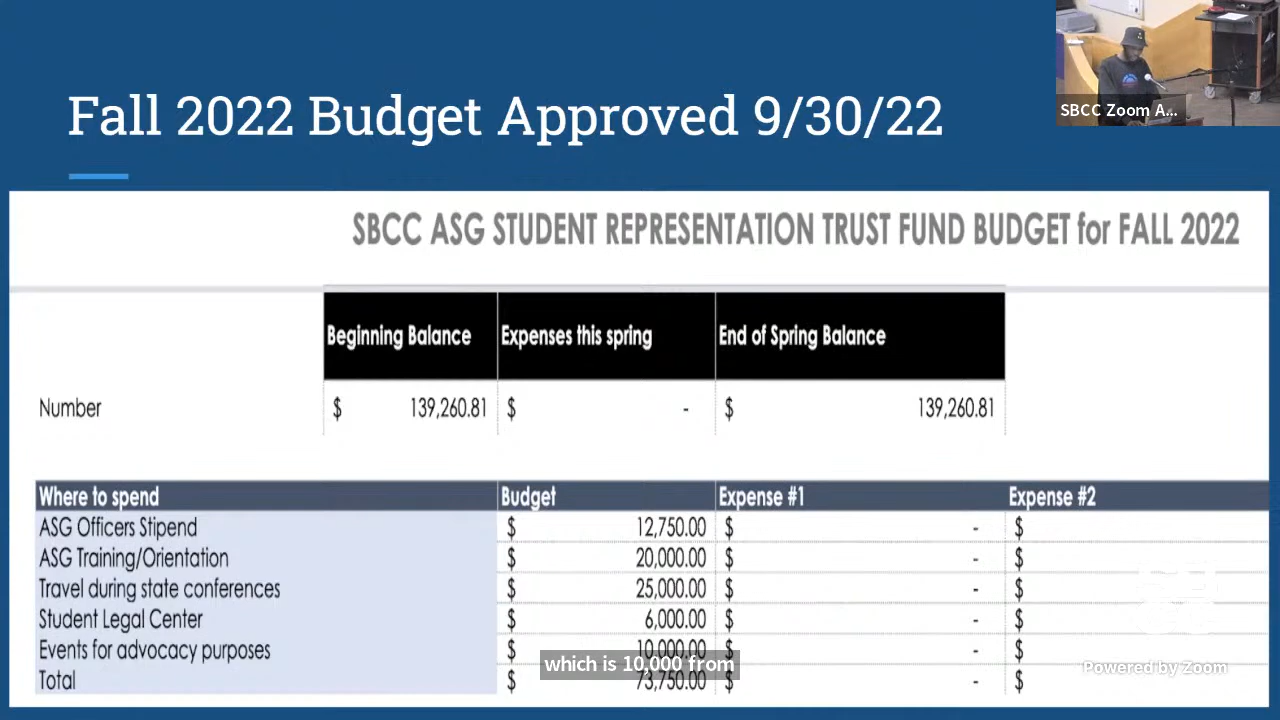 SBCC Zoom A...
Fall 2022 Budget Approved 9/30/22
SBCC ASG STUDENT REPRESENTATION TRUST FUND BUDGET for FALL 2022
Beginning Balance Expenses this spring End of Spring Balance
Number $ 139,260.81 $ - $ 139,260.81
Where to spend Budget Expense #1 Expense #2
ASG Officers Stipend $ 12,750.00 $ - $
ASG Training/Orientation $ 20,000.00 $ - $
Travel during state conferences $ 25,000.00 $ - $
Student Legal Center $ 6,000.00 $ - $
Events for advocacy purposes $ 10,000.00 $ - $
which is 10,000 from
Powered by Zoom
Total $ 73,750.00 $ - $